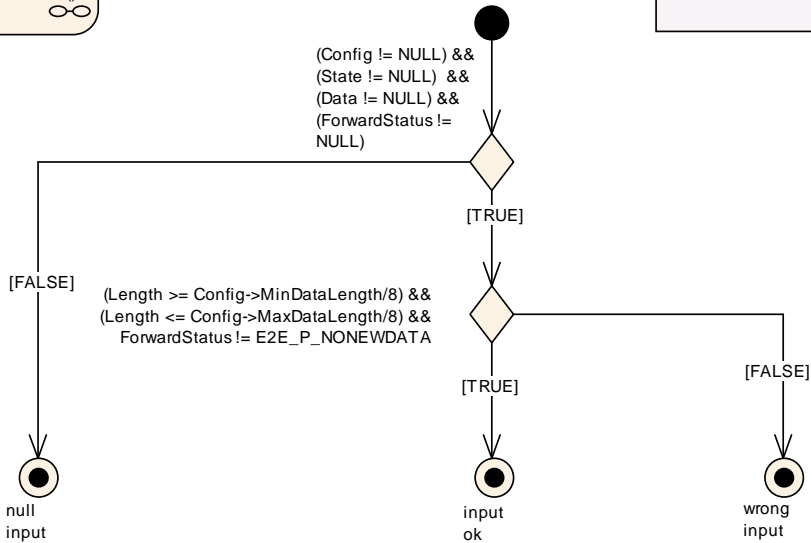 (Config != NULL) &&
(State != NULL)  &&
(Data != NULL) &&
(ForwardStatus !=
NULL)
[TRUE]
[FALSE]
(Length >= Config->MinDataLength/8) &&
(Length <= Config->MaxDataLength/8) &&
ForwardStatus != E2E_P_NONEWDATA
[TRUE]
[FALSE]
null
input
input
ok
wrong
input